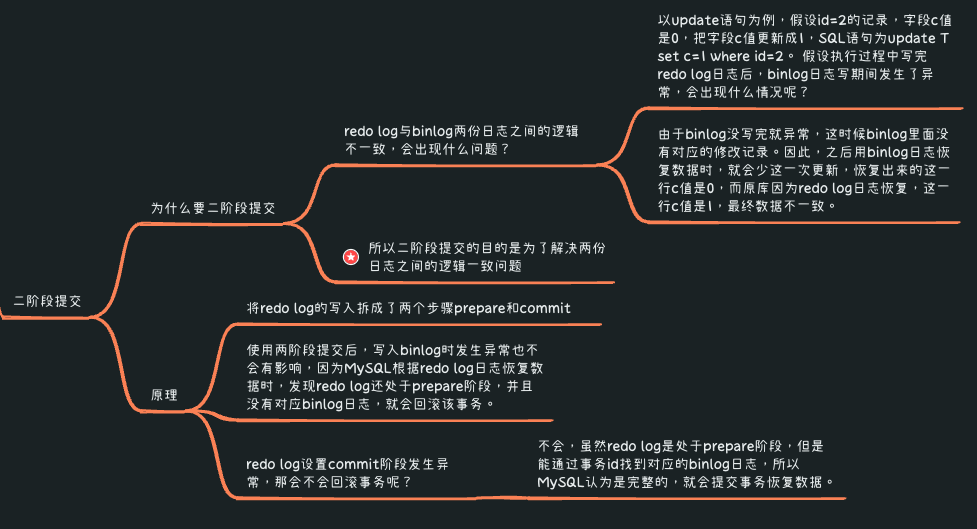 二阶段提交
为什么要二阶段提交
redo log与binlog两份日志之间的逻辑
不一致，会出现什么问题？
以update语句为例，假设id=2的记录，字段c值
是0，把字段c值更新成1，SQL语句为update T
set c=1 where id=2。 假设执行过程中写完
redo log日志后，binlog日志写期间发生了异
常，会出现什么情况呢？
由于binlog没写完就异常，这时候binlog里面没
有对应的修改记录。因此，之后用binlog日志恢
复数据时，就会少这一次更新，恢复出来的这一
行c值是0，而原库因为redo log日志恢复，这一
行c值是1，最终数据不一致。
所以二阶段提交的目的是为了解决两份
日志之间的逻辑一致问题
原理
将redo log的写入拆成了两个步骤prepare和commit
使用两阶段提交后，写入binlog时发生异常也不
会有影响，因为MySQL根据redo log日志恢复数
据时，发现redo log还处于prepare阶段，并且
没有对应binlog日志，就会回滚该事务。
redo log设置commit阶段发生异
常，那会不会回滚事务呢？
不会，虽然redo log是处于prepare阶段，但是
能通过事务id找到对应的binlog日志，所以
MySQL认为是完整的，就会提交事务恢复数据。